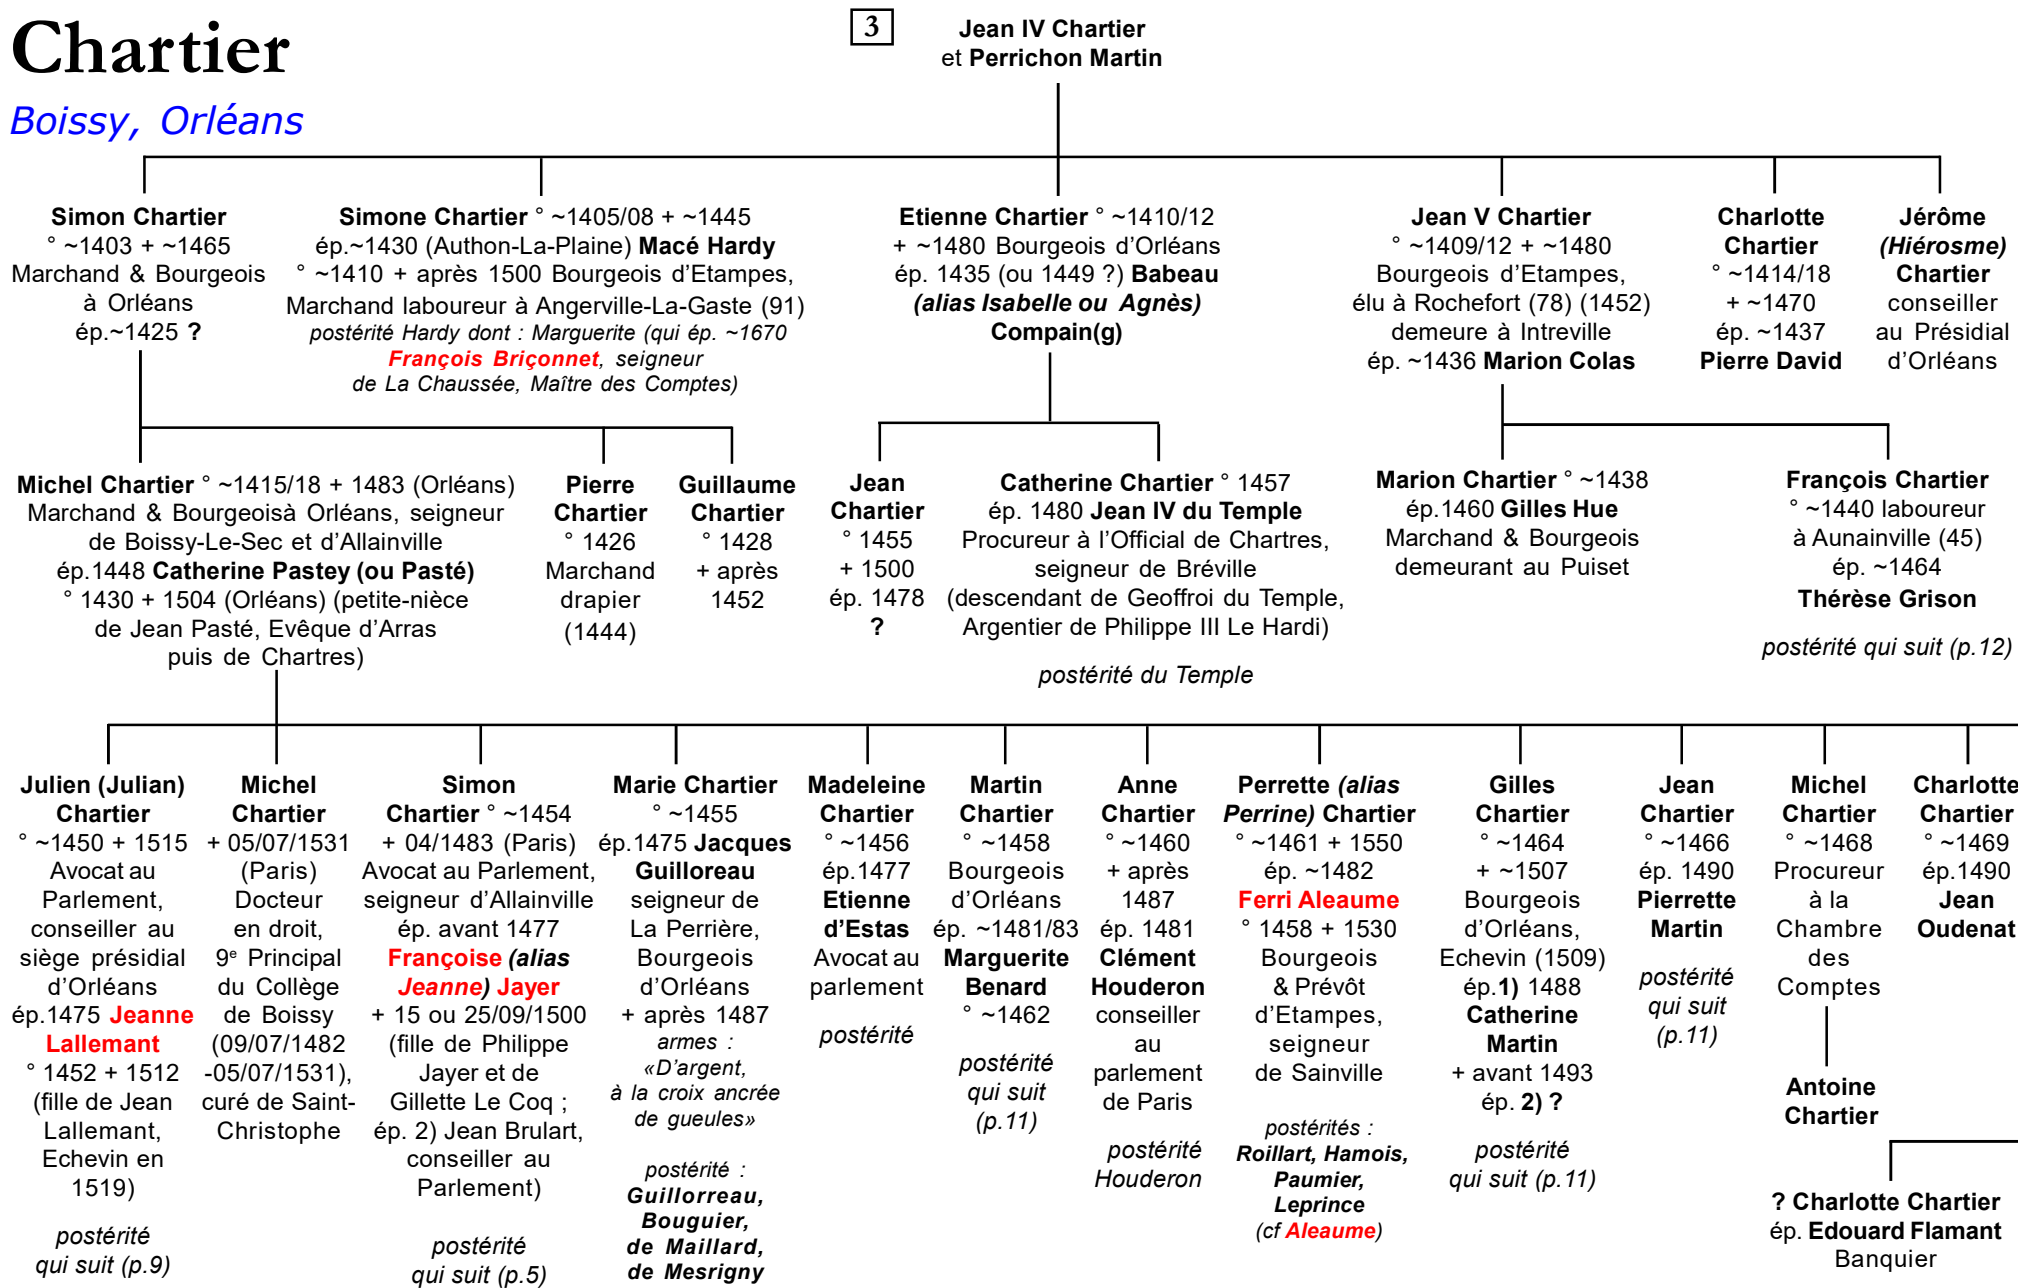 Chartier
Boissy, Orléans
3
Jean IV Chartier
et Perrichon Martin
Simon Chartier
° ~1403 + ~1465
Marchand & Bourgeois
à Orléans
ép.~1425 ?
Simone Chartier ° ~1405/08 + ~1445
ép.~1430 (Authon-La-Plaine) Macé Hardy
° ~1410 + après 1500 Bourgeois d’Etampes,
Marchand laboureur à Angerville-La-Gaste (91)
postérité Hardy dont : Marguerite (qui ép. ~1670
François Briçonnet, seigneur
de La Chaussée, Maître des Comptes)
Etienne Chartier ° ~1410/12
+ ~1480 Bourgeois d’Orléans
ép. 1435 (ou 1449 ?) Babeau
(alias Isabelle ou Agnès)
Compain(g)
Jean V Chartier
° ~1409/12 + ~1480
Bourgeois d’Etampes,
élu à Rochefort (78) (1452)
demeure à Intreville
ép. ~1436 Marion Colas
Charlotte
Chartier
° ~1414/18
+ ~1470
ép. ~1437
Pierre David
Jérôme
(Hiérosme)
Chartier
conseiller
au Présidial
d’Orléans
Michel Chartier ° ~1415/18 + 1483 (Orléans)
Marchand & Bourgeoisà Orléans, seigneur
de Boissy-Le-Sec et d’Allainville
ép.1448 Catherine Pastey (ou Pasté)
° 1430 + 1504 (Orléans) (petite-nièce
de Jean Pasté, Evêque d’Arras
puis de Chartres)
Pierre
Chartier
° 1426
Marchand
drapier
(1444)
Guillaume
Chartier
° 1428
+ après
1452
Jean
Chartier
° 1455
+ 1500
ép. 1478
?
Catherine Chartier ° 1457
ép. 1480 Jean IV du Temple
Procureur à l’Official de Chartres,
seigneur de Bréville
(descendant de Geoffroi du Temple,
Argentier de Philippe III Le Hardi)
postérité du Temple
Marion Chartier ° ~1438
ép.1460 Gilles Hue
Marchand & Bourgeois
demeurant au Puiset
François Chartier
° ~1440 laboureur
à Aunainville (45)
ép. ~1464
Thérèse Grison
postérité qui suit (p.12)
Julien (Julian)
Chartier
° ~1450 + 1515
Avocat au
Parlement,
conseiller au
siège présidial
d’Orléans
ép.1475 Jeanne
Lallemant
° 1452 + 1512
(fille de Jean
Lallemant,
Echevin en
1519)
postérité
qui suit (p.9)
Michel
Chartier
+ 05/07/1531
(Paris)
Docteur
en droit,
9e Principal
du Collège
de Boissy
(09/07/1482
-05/07/1531),
curé de Saint-
Christophe
Simon
Chartier ° ~1454
+ 04/1483 (Paris)
Avocat au Parlement,
seigneur d’Allainville
ép. avant 1477
Françoise (alias
Jeanne) Jayer
+ 15 ou 25/09/1500
(fille de Philippe
Jayer et de
Gillette Le Coq ;
ép. 2) Jean Brulart,
conseiller au
Parlement)
postérité
qui suit (p.5)
Marie Chartier
° ~1455
ép.1475 Jacques
Guilloreau
seigneur de
La Perrière,
Bourgeois
d’Orléans
+ après 1487
armes :
«D’argent,
à la croix ancrée
de gueules»
postérité :
Guillorreau,
Bouguier,
de Maillard,
de Mesrigny
Madeleine
Chartier
° ~1456
ép.1477
Etienne
d’Estas
Avocat au
parlement
postérité
Martin
Chartier
° ~1458
Bourgeois
d’Orléans
ép. ~1481/83
Marguerite
Benard
° ~1462
postérité
qui suit
(p.11)
Anne
Chartier
° ~1460
+ après
1487
ép. 1481
Clément
Houderon
conseiller
au
parlement
de Paris
postérité
Houderon
Perrette (alias
Perrine) Chartier
° ~1461 + 1550
ép. ~1482
Ferri Aleaume
° 1458 + 1530
Bourgeois
& Prévôt
d’Etampes,
seigneur
de Sainville
postérités :
Roillart, Hamois,
Paumier,
Leprince
(cf Aleaume)
Gilles
Chartier
° ~1464
+ ~1507
Bourgeois
d’Orléans,
Echevin (1509)
ép.1) 1488
Catherine
Martin
+ avant 1493
ép. 2) ?
postérité
qui suit (p.11)
Jean
Chartier
° ~1466
ép. 1490
Pierrette
Martin
postérité
qui suit
(p.11)
Michel
Chartier
° ~1468
Procureur
à la
Chambre
des
Comptes
Antoine
Chartier
Charlotte
Chartier
° ~1469
ép.1490
Jean
Oudenat
? Charlotte Chartier
ép. Edouard Flamant
Banquier